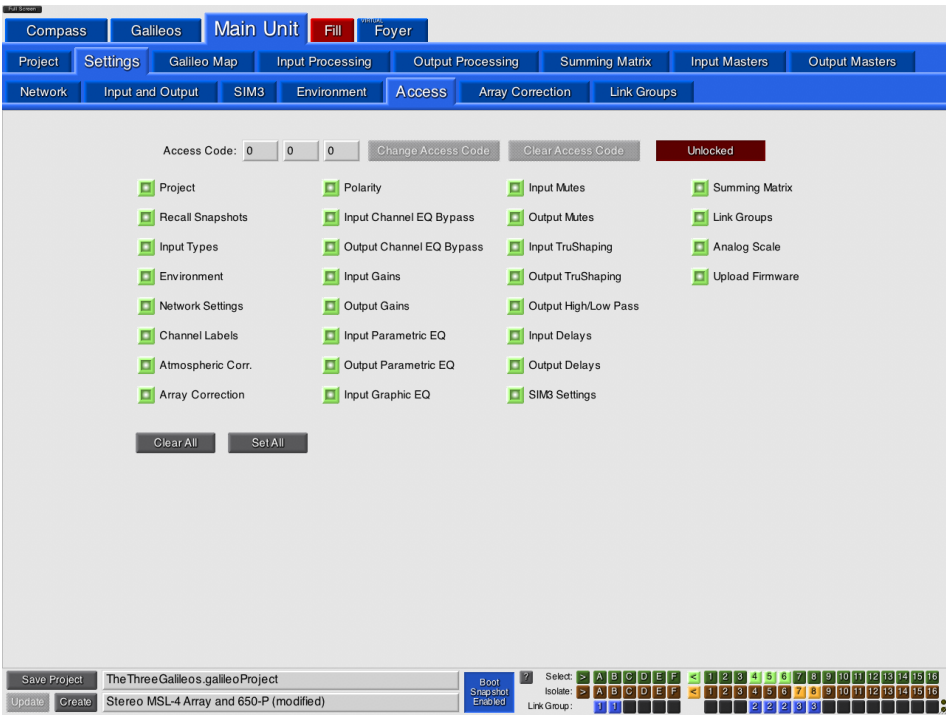 Full Screen
Compass Galileos Main Unit Fill VIRTUAL Foyer
Project Settings Galileo Map Input Processing Output Processing Summing Matrix Input Masters Output Masters
Network Input and Output SIM3 Environment Access Array Correction Link Groups
Access Code: 0 0 0 Change Access Code Clear Access Code Unlocked
Project Polarity Input Mutes Summing Matrix
Recall Snapshots Input Channel EQ Bypass Output Mutes Link Groups
Input Types Output Channel EQ Bypass Input TruShaping Analog Scale
Environment Input Gains Output TruShaping Upload Firmware
Network Settings Output Gains Output High/Low Pass
Channel Labels Input Parametric EQ Input Delays
Atmospheric Corr. Output Parametric EQ Output Delays
Array Correction Input Graphic EQ SIM3 Settings
Clear All Set All
Save Project TheThreeGalileos.galileoProject
Update Create Stereo MSL-4 Array and 650-P (modified)
Boot
Snapshot
Enabled
? Select: > A B C D E F < 1 2 3 4 5 6 7 8 9 10 11 12 13 14 15 16
Isolate: > A B C D E F < 1 2 3 4 5 6 7 8 9 10 11 12 13 14 15 16
Link Group: 1 1 2 2 2 3 3